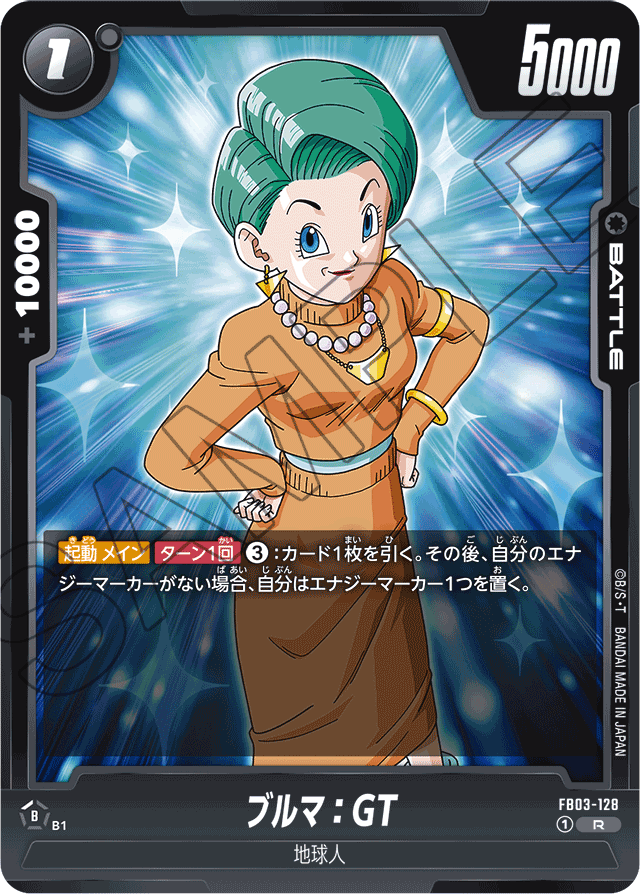 1
5000
+10000
BATTLE
SAMPLE
起動メイン ターン1回 ❸:カード1枚を引く。その後、自分のエナ
ジーマーカーがない場合、自分はエナジーマーカー1つを置く。
©B/S・T BANDAI MADE IN JAPAN
B B1
ブルマ：GT
FB03-128
① R
地球人